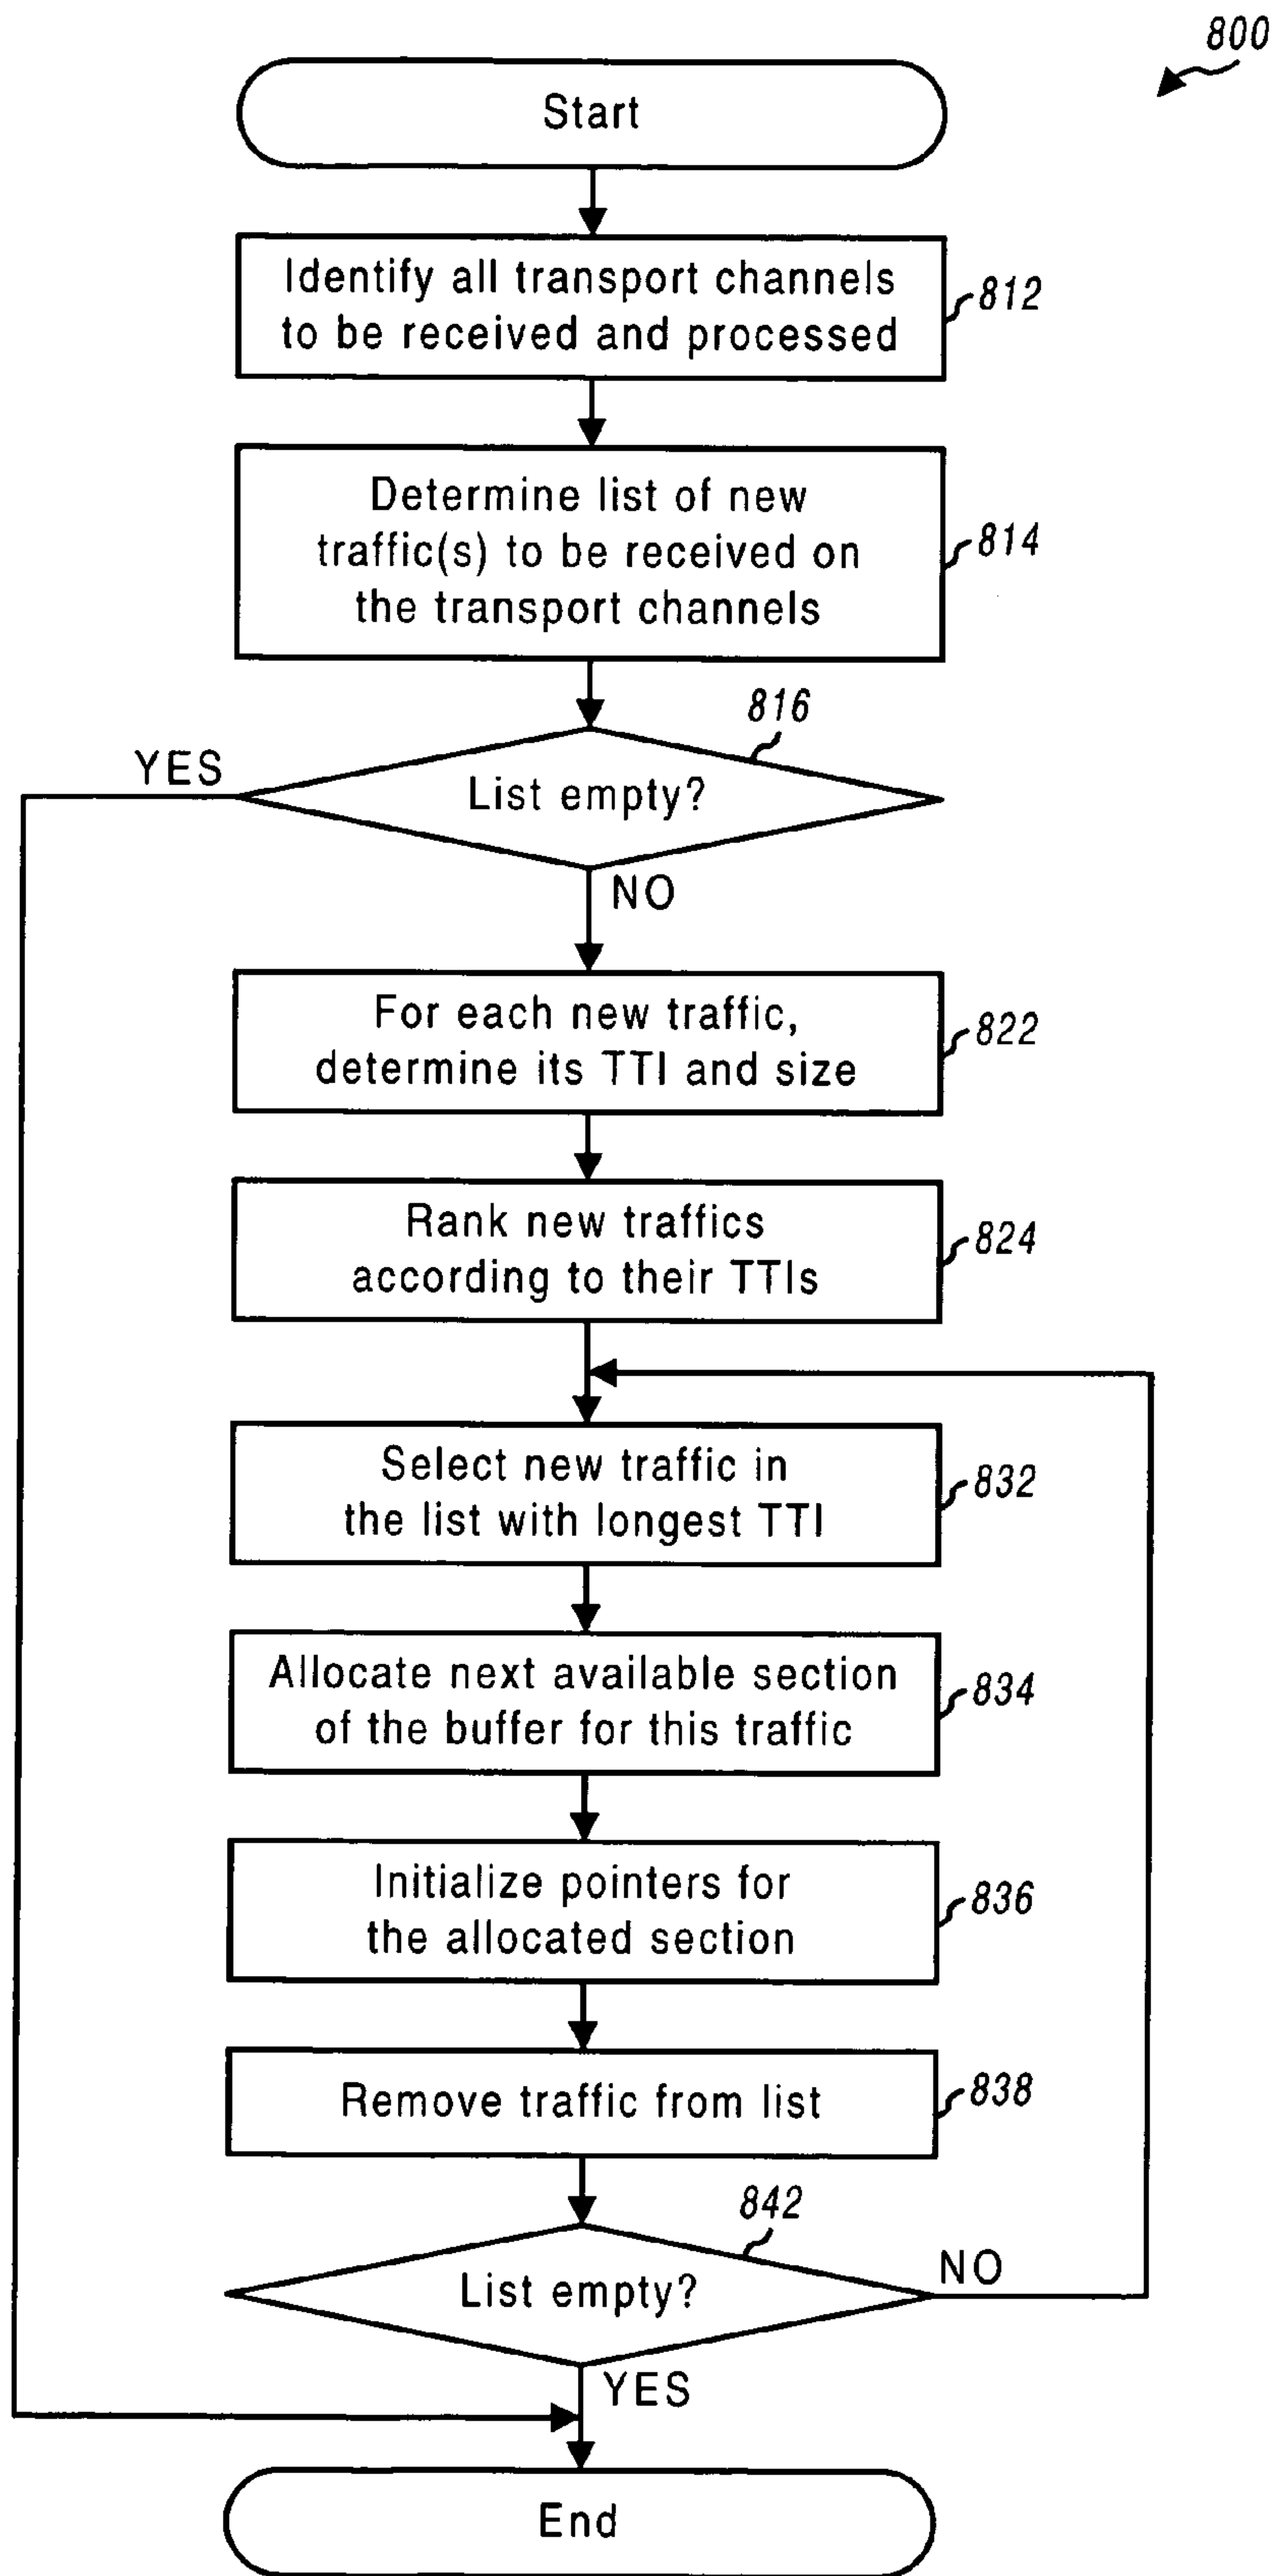 800
Start
Identify all transport channels
to be received and processed
812
Determine list of new
traffic(s) to be received on
the transport channels
814
816
YES
List empty?
NO
For each new traffic,
determine its TTI and size
822
Rank new traffics
according to their TTIs
824
Select new traffic in
the list with longest TTI
832
Allocate next available section
of the buffer for this traffic
834
Initialize pointers for
the allocated section
836
Remove traffic from list
838
842
List empty?
NO
YES
End